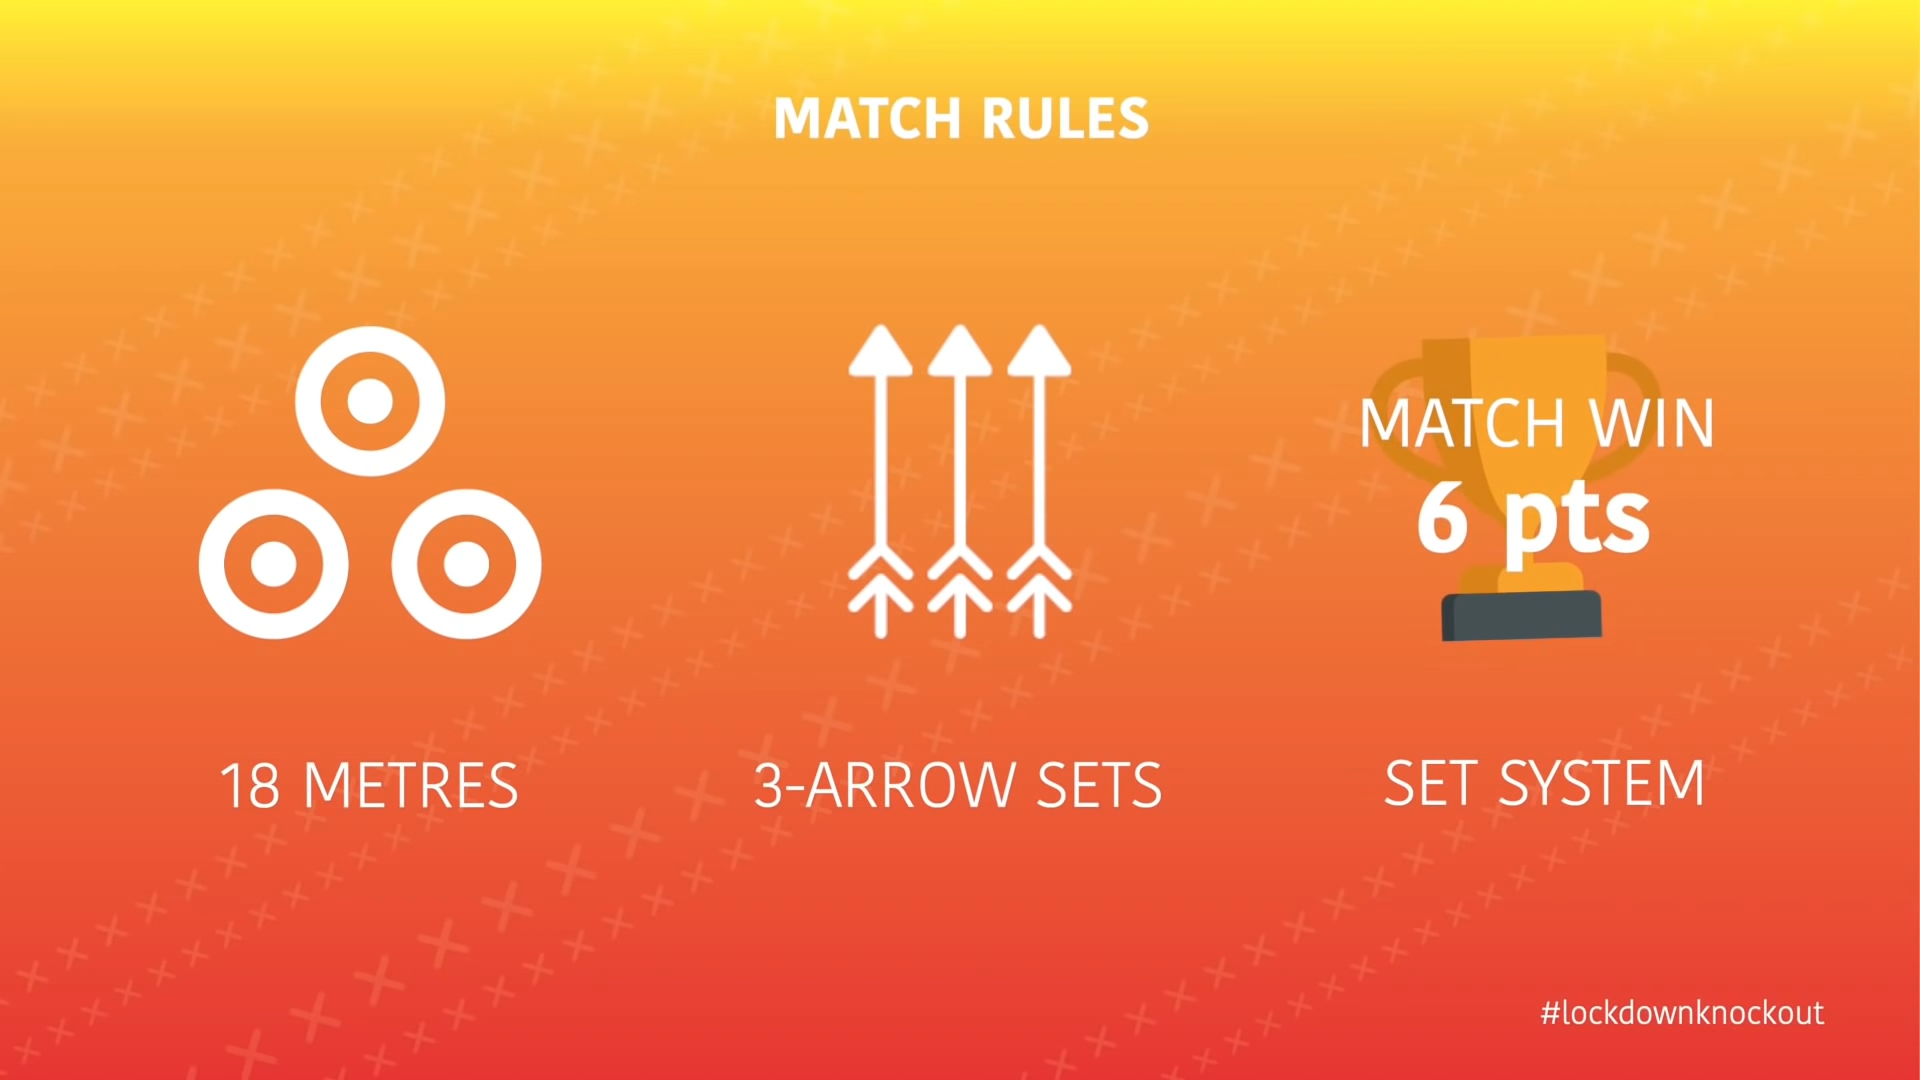 MATCH RULES
MATCH WIN
6 pts
18 METRES
3-ARROW SETS
SET SYSTEM
#lockdownknockout